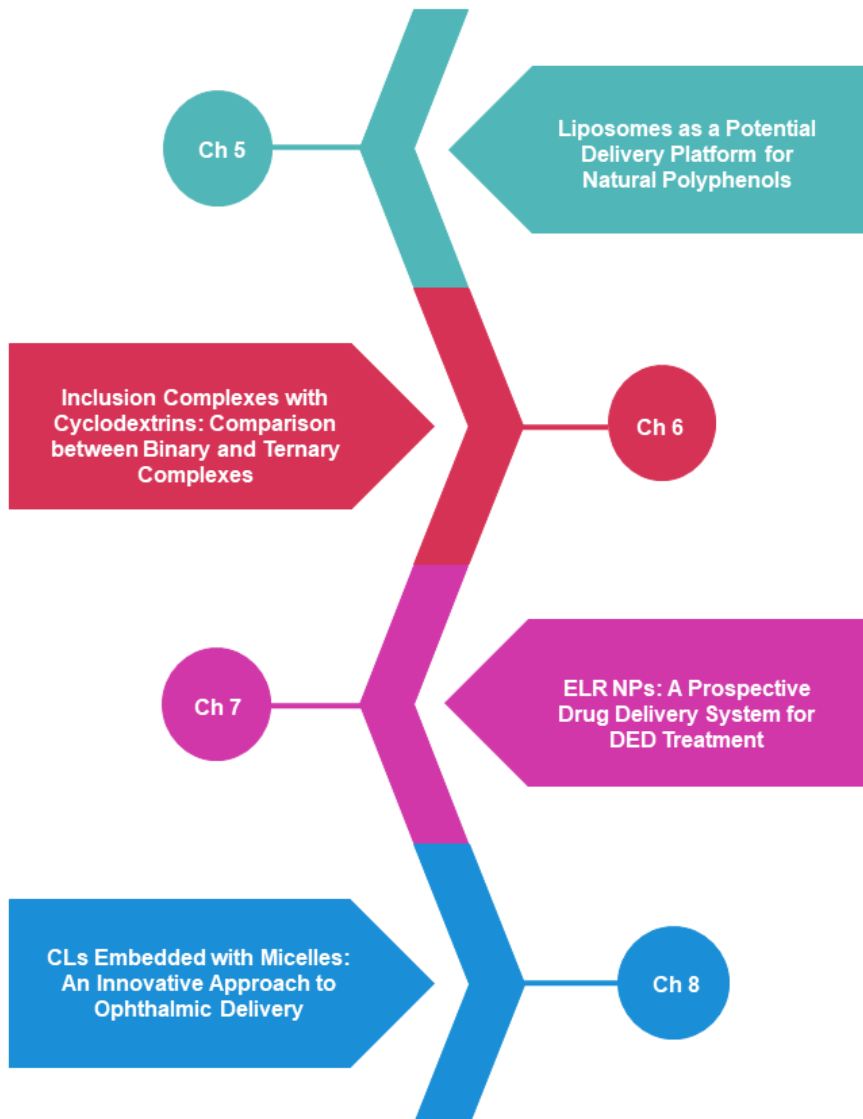 Ch 5
Liposomes as a Potential
Delivery Platform for
Natural Polyphenols
Inclusion Complexes with
Cyclodextrins: Comparison
between Binary and Ternary
Complexes
Ch 6
Ch 7
ELR NPs: A Prospective
Drug Delivery System for
DED Treatment
CLs Embedded with Micelles:
An Innovative Approach to
Ophthalmic Delivery
Ch 8